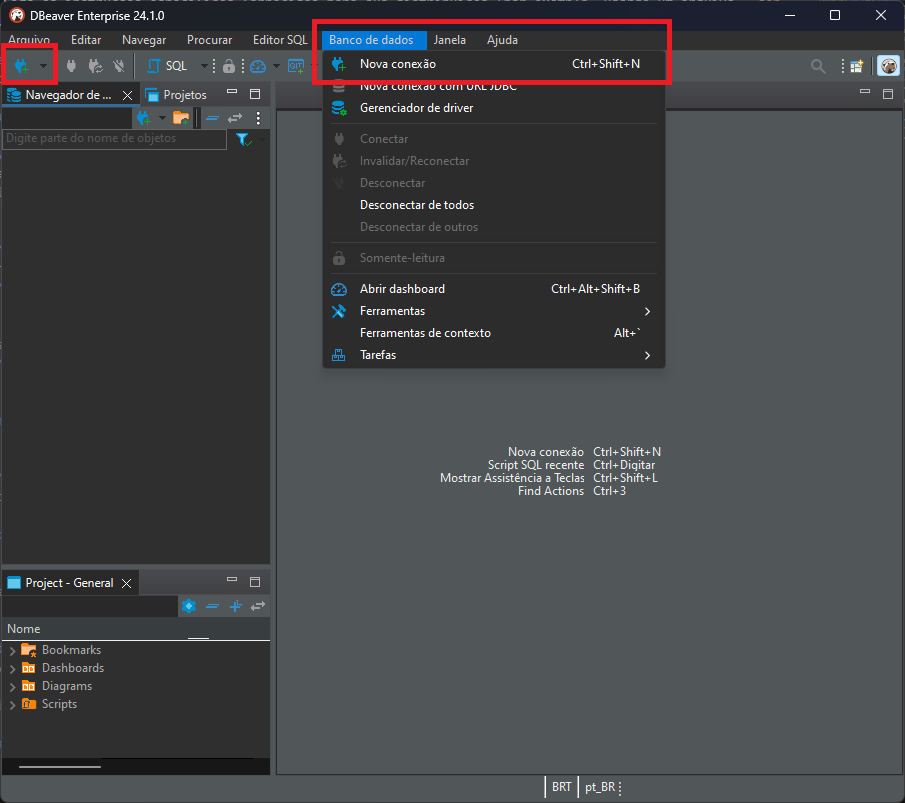 DBeaver Enterprise 24.1.0
Arquivo Editar Navegar Procurar Editor SQL Banco de dados Janela Ajuda
SQL
Nova conexão Ctrl+Shift+N
Nova conexão com URL JDBC
Gerenciador de driver
Conectar
Invalidar/Reconectar
Desconectar
Desconectar de todos
Desconectar de outros
Somente-leitura
Abrir dashboard Ctrl+Alt+Shift+B
Ferramentas
Ferramentas de contexto Alt+`
Tarefas
Navegador de ... Projetos
Digite parte do nome de objetos
Nova conexão Ctrl+Shift+N
Script SQL recente Ctrl+Digitar
Mostrar Assistência a Teclas Ctrl+Shift+L
Find Actions Ctrl+3
Project - General
Nome
Bookmarks
Dashboards
Diagrams
Scripts
BRT pt_BR